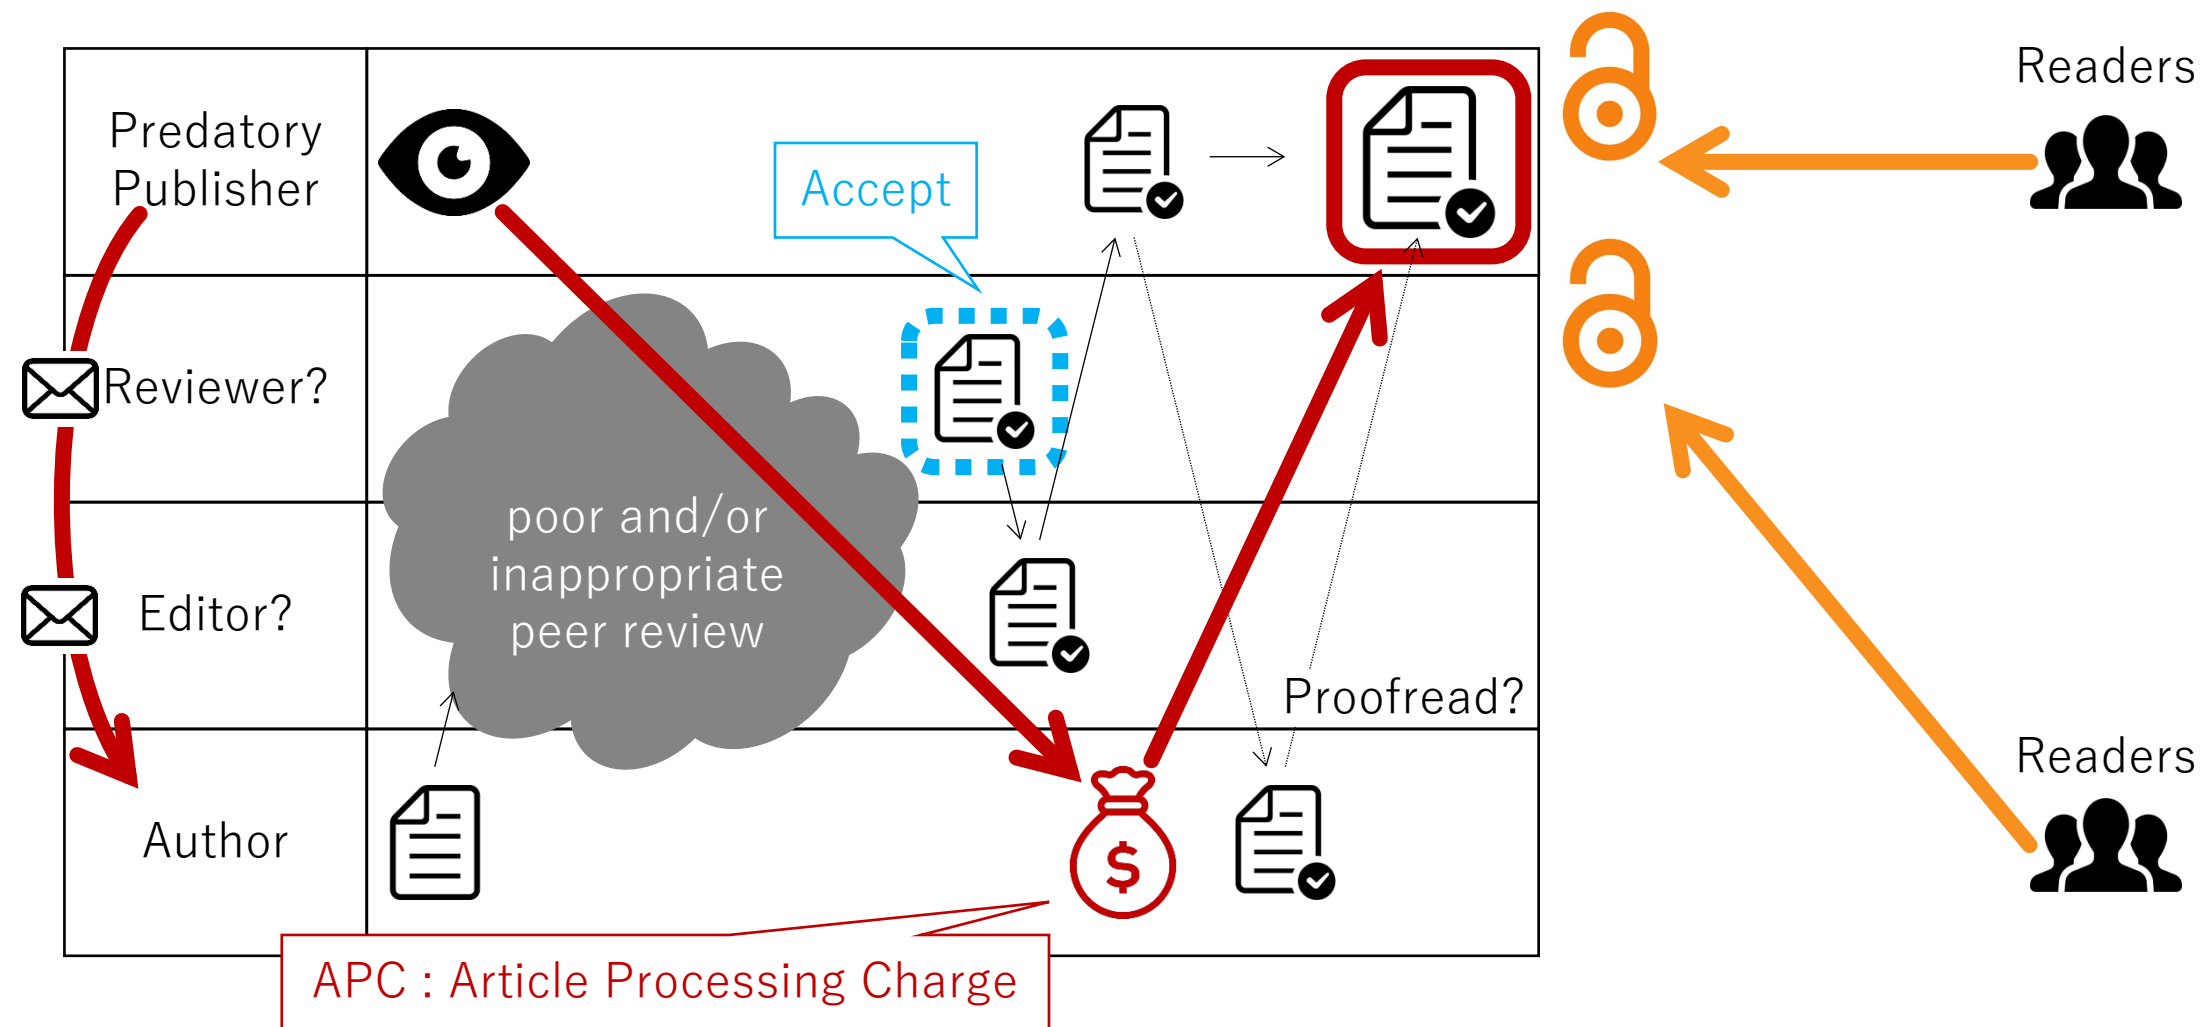 Predatory
Publisher
Accept
Readers
Reviewer?
poor and/or
inappropriate
peer review
Editor?
Proofread?
Readers
Author
$
APC : Article Processing Charge